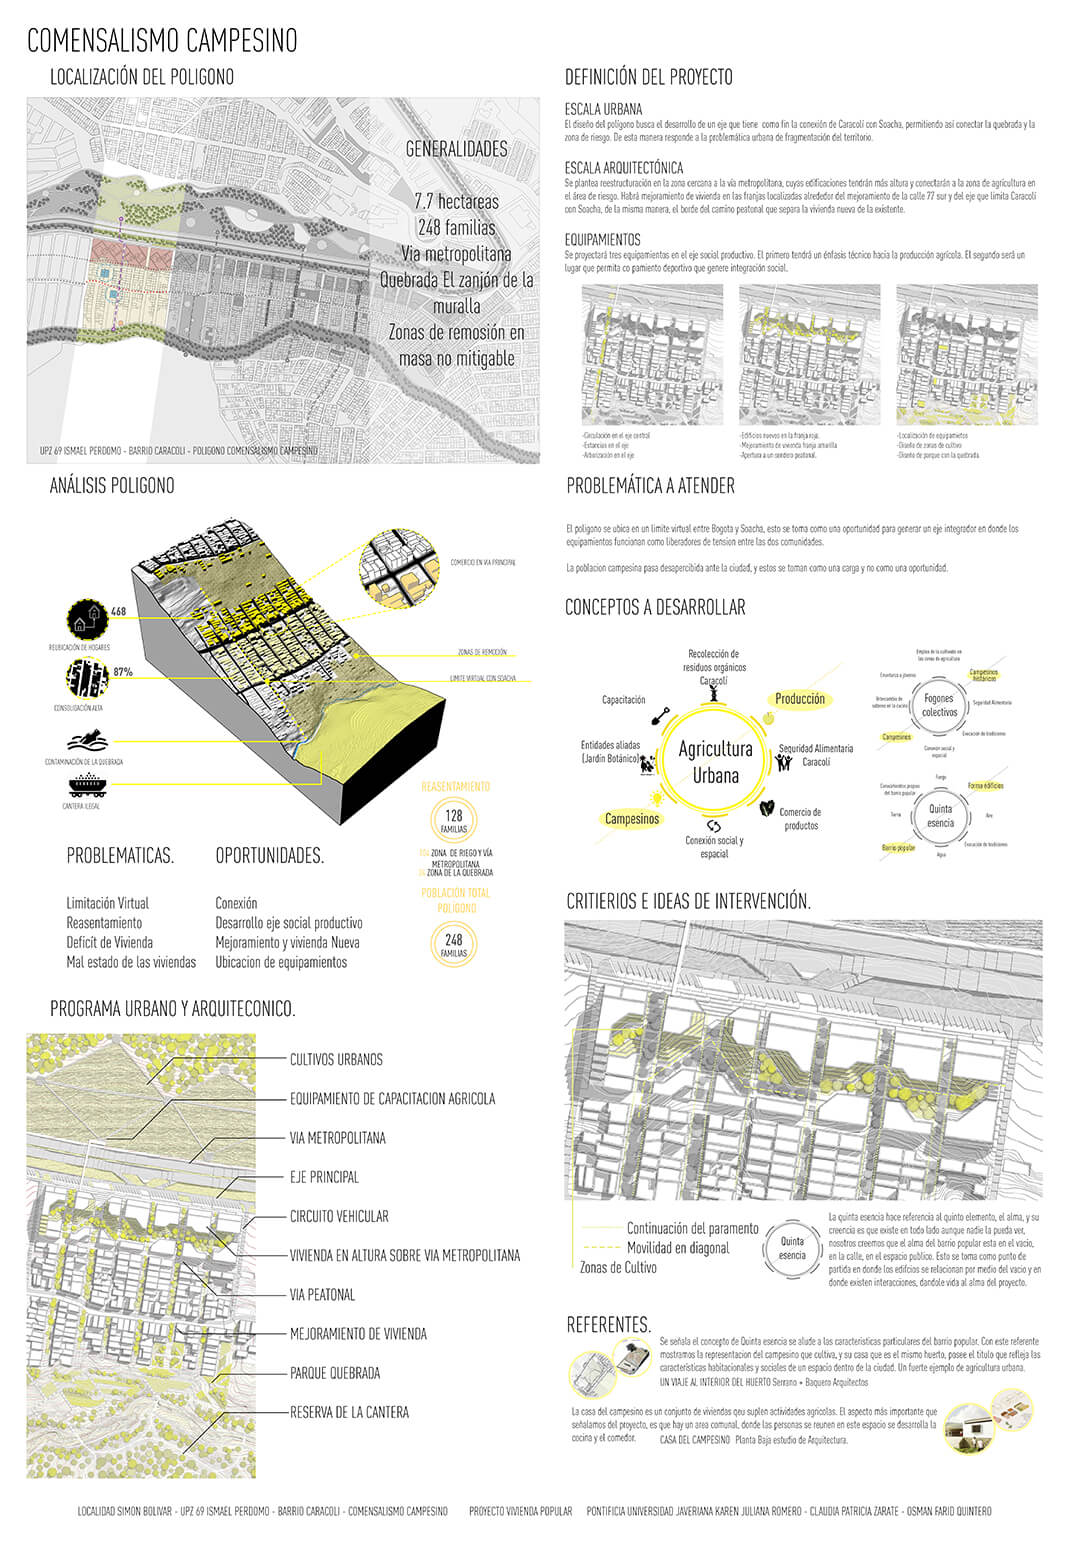 COMENSALISMO CAMPESINO
LOCALIZACIÓN DEL POLIGONO
GENERALIDADES
7.7 hectareas
248 familias
Via metropolitana
Quebrada El zanjón de la
muralla
Zonas de remosión en
masa no mitigable
UPZ 69 ISMAEL PERDOMO - BARRIO CARACOLI - POLIGONO COMENSALISMO CAMPESINO
ANÁLISIS POLIGONO
COMERCIO EN VIA PRINCIPAL
468
REUBICACIÓN DE HOGARES
ZONAS DE REMOCIÓN
87%
LIMITE VIRTUAL CON SOACHA
CONSOLIGACIÓN ALTA
CONTAMINACIÓN DE LA QUEBRADA
CANTERA ILEGAL
REASENTAMIENTO
128
FAMILIAS
ZONA DE RIEGO Y VÍA
METROPOLITANA
ZONA DE LA QUEBRADA
POBLACIÓN TOTAL
POLIGONO
248
FAMILIAS
PROBLEMATICAS.
Limitación Virtual
Reasentamiento
Deficit de Vivienda
Mal estado de las viviendas
OPORTUNIDADES.
Conexión
Desarrollo eje social productivo
Mejoramiento y vivienda Nueva
Ubicacion de equipamientos
PROGRAMA URBANO Y ARQUITECONICO.
CULTIVOS URBANOS
EQUIPAMIENTO DE CAPACITACION AGRICOLA
VIA METROPOLITANA
EJE PRINCIPAL
CIRCUITO VEHICULAR
VIVIENDA EN ALTURA SOBRE VIA METROPOLITANA
VIA PEATONAL
MEJORAMIENTO DE VIVIENDA
PARQUE QUEBRADA
RESERVA DE LA CANTERA
DEFINICIÓN DEL PROYECTO
ESCALA URBANA
El diseño del polígono busca el desarrollo de un eje que tiene como fin la conexión de Caracolí con Soacha, permitiendo así conectar la quebrada y la
zona de riesgo. De esta manera responde a la problemática urbana de fragmentación del territorio.
ESCALA ARQUITECTÓNICA
Se plantea reestructuración en la zona cercana a la vía metropolitana, cuyas edificaciones tendrán más altura y conectarán a la zona de agricultura en
el área de riesgo. Habrá mejoramiento de vivienda en las franjas localizadas alrededor del mejoramiento de la calle 77 sur y del eje que limita Caracolí
con Soacha, de la misma manera, el borde del camino peatonal que separa la vivienda nueva de la existente.
EQUIPAMIENTOS
Se proyectará tres equipamientos en el eje social productivo. El primero tendrá un énfasis técnico hacia la producción agrícola. El segundo será un
lugar que permita co pamiento deportivo que genere integración social.
-Circulación en el eje central
-Estancias en el eje
-Arborización en el eje
-Edificios nuevos en la franja roja.
-Mejoramiento de vivienda franja amarilla
-Apertura a un sendero peatonal.
-Localización de equipamietos
-Diseño de zonas de cultivo
-Diseño de parque con la quebrada.
PROBLEMÁTICA A ATENDER
El poligono se ubica en un limite virtual entre Bogota y Soacha, esto se toma como una oportunidad para generar un eje integrador en donde los
equipamientos funcionan como liberadores de tension entre las dos comunidades.
La poblacion campesina pasa desapercibida ante la ciudad, y estos se toman como una carga y no como una oportunidad.
CONCEPTOS A DESARROLLAR
Recolección de
residuos orgánicos
Caracolí
Capacitación
Producción
Entidades aliadas
(Jardín Botánico)
Agricultura
Urbana
Seguridad Alimentaria
Caracolí
Campesinos
Comercio de
productos
Conexión social y
espacial
Empleo de lo cultivado en
las zonas de agricultura
Enseñanza a jóvenes
Campesinos
históricos
Intercambio de
saberes en la cocina
Fogones
colectivos
Seguridad Alimentaria
Campesinos
Ejecución de tradiciones
Conexión social y
espacial
Fuego
Conocimientos propios
del barrio popular
Forma edificios
Tierra
Quinta
esencia
Aire
Barrio popular
Ejecución de tradiciones
Agua
CRITIERIOS E IDEAS DE INTERVENCIÓN.
Continuación del paramento
Movilidad en diagonal
Zonas de Cultivo
Quinta
esencia
La quinta esencia hace referencia al quinto elemento, el alma, y su
creencia es que existe en todo lado aunque nadie la pueda ver,
nosotros creemos que el alma del barrio popular esta en el vacio,
en la calle, en el espacio publico. Esto se toma como punto de
partida en donde los edifcios se relacionan por medio del vacio y en
donde existen interacciones, dandole vida al alma del proyecto.
REFERENTES.
Se señala el concepto de Quinta esencia se alude a las caracteristicas particulares del barrio popular. Con este referente
mostramos la representacion del campesino que cultiva, y su casa que es el mismo huerto, posee el titulo que refleja las
características habitacionales y sociales de un espacio dentro de la ciudad. Un fuerte ejemplo de agricultura urbana.
UN VIAJE AL INTERIOR DEL HUERTO Serrano + Baquero Arquitectos
La casa del campesino es un conjunto de viviendas qeu suplen actividades agricolas. El aspecto más importante que
señalamos del proyecto, es que hay un area comunal, donde las personas se reunen en este espacio se desarrolla la
cocina y el comedor. CASA DEL CAMPESINO Planta Baja estudio de Arquitectura.
LOCALIDAD SIMON BOLIVAR - UPZ 69 ISMAEL PERDOMO - BARRIO CARACOLI - COMENSALISMO CAMPESINO PROYECTO VIVIENDA POPULAR PONTIFICIA UNIVERSIDAD JAVERIANA KAREN JULIANA ROMERO - CLAUDIA PATRICIA ZARATE - OSMAN FARID QUINTERO